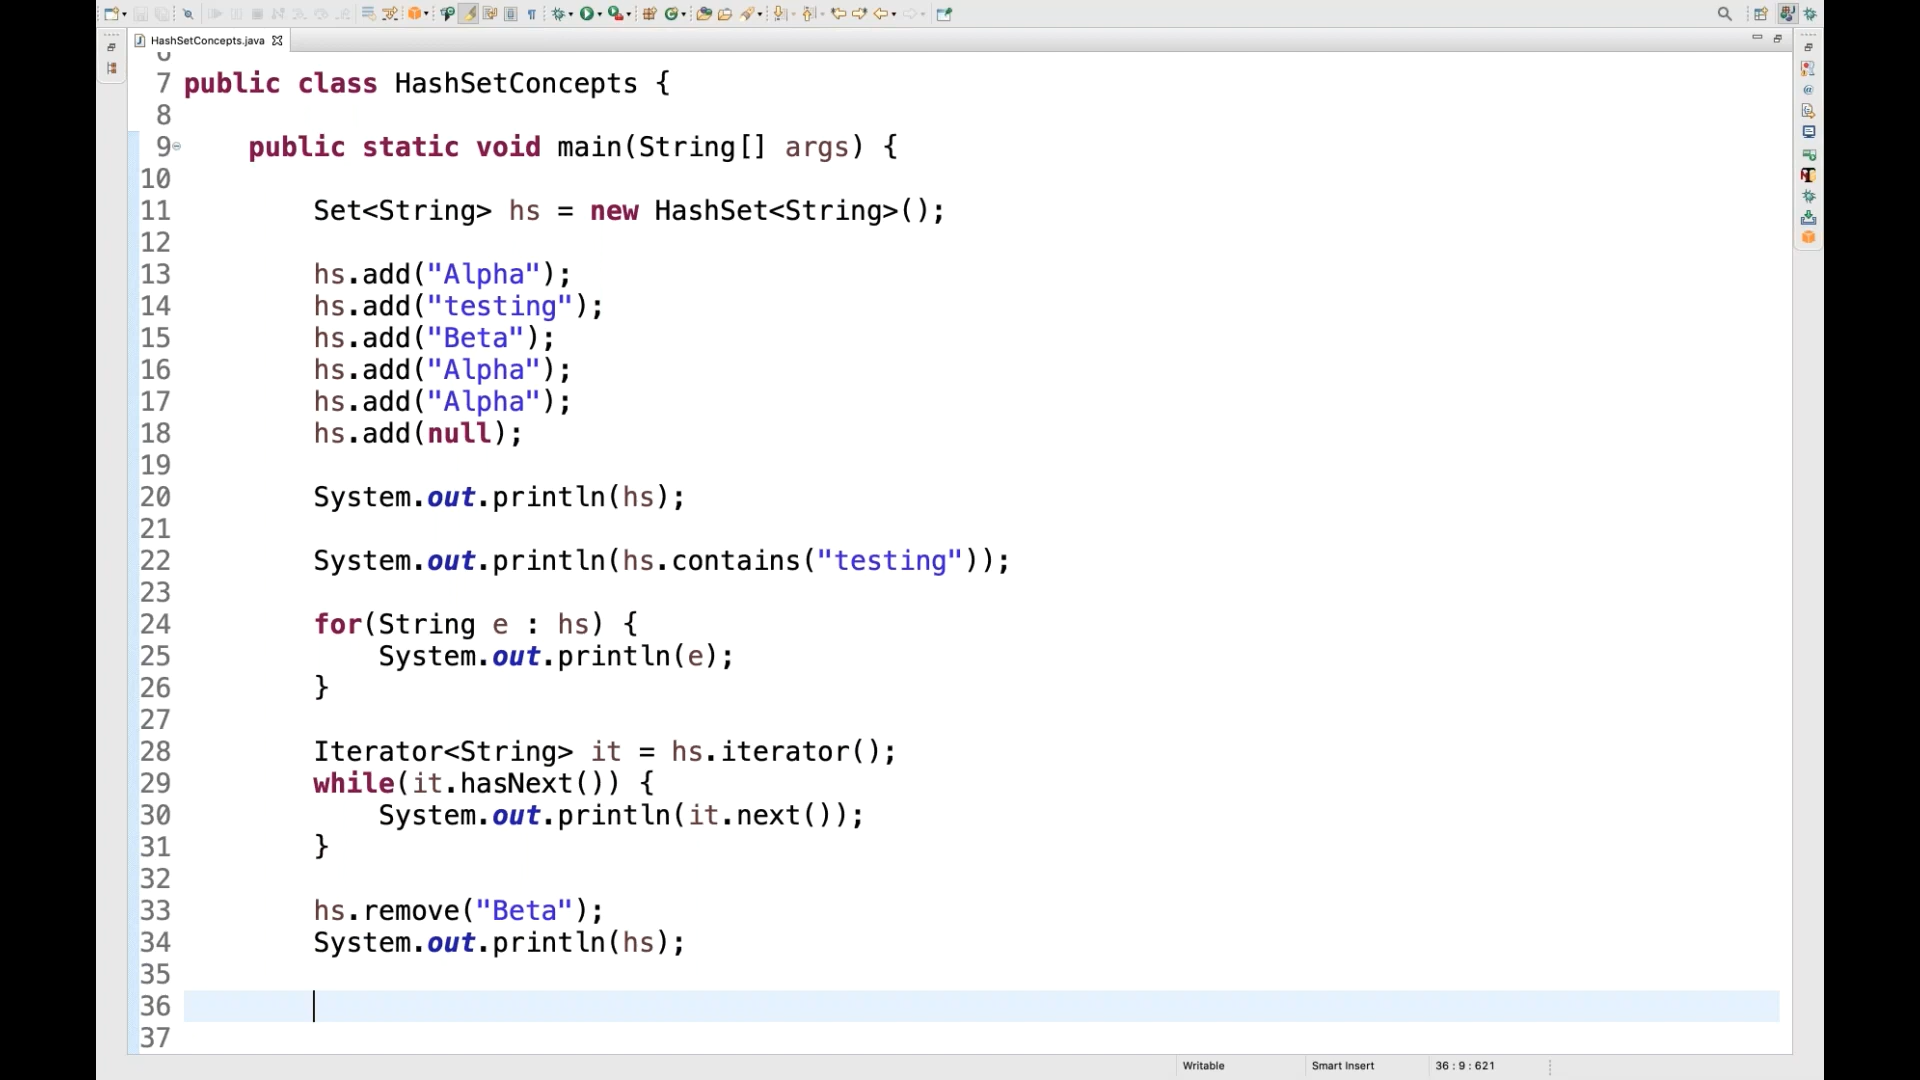 HashSetConcepts.java
7 public class HashSetConcepts {
8
9 public static void main(String[] args) {
10
11 Set<String> hs = new HashSet<String>();
12
13 hs.add("Alpha");
14 hs.add("testing");
15 hs.add("Beta");
16 hs.add("Alpha");
17 hs.add("Alpha");
18 hs.add(null);
19
20 System.out.println(hs);
21
22 System.out.println(hs.contains("testing"));
23
24 for(String e : hs) {
25 System.out.println(e);
26 }
27
28 Iterator<String> it = hs.iterator();
29 while(it.hasNext()) {
30 System.out.println(it.next());
31 }
32
33 hs.remove("Beta");
34 System.out.println(hs);
35
36
37
Writable Smart Insert 36 : 9 : 621